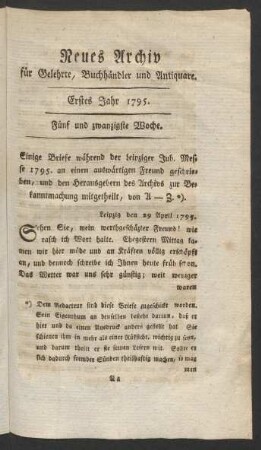 Neues Archiv
für Gelehrte, Buchhändler und Antiquare.
Erstes Jahr 1795.
Fünf und zwanzigste Woche.
Einige Briefe während der leipziger Jub. Mes-
se 1795. an einen auswärtigen Freund geschrie-
ben, und den Herausgebern des Archivs zur Be-
kanntmachung mitgetheilt, von A — Z. *).
Leipzig den 29 April 1795.
Sehen Sie, mein werthgeschätzter Freund! wie
rasch ich Wort halte. Ehegestern Mittag ka-
men wir hier müde und an Kräften völlig erschöpft
an; und dennoch schreibe ich Ihnen heute früh schon.
Das Wetter war uns sehr günstig; weit weniger
waren
*) Dem Redacteur sind diese Briefe zugeschickt worden.
Sein Eigenthum an denselben besteht darinn, daß er
hier und da einen Ausdruck anders gestellt hat Sie
schienen ihm in mehr als einer Rücksicht, wichtig zu seyn,
und darum theilt er sie seinen Lesern mit. Sollte er
sich dadurch fremder Sünden theilhaftig machen, so mag
man
Aa